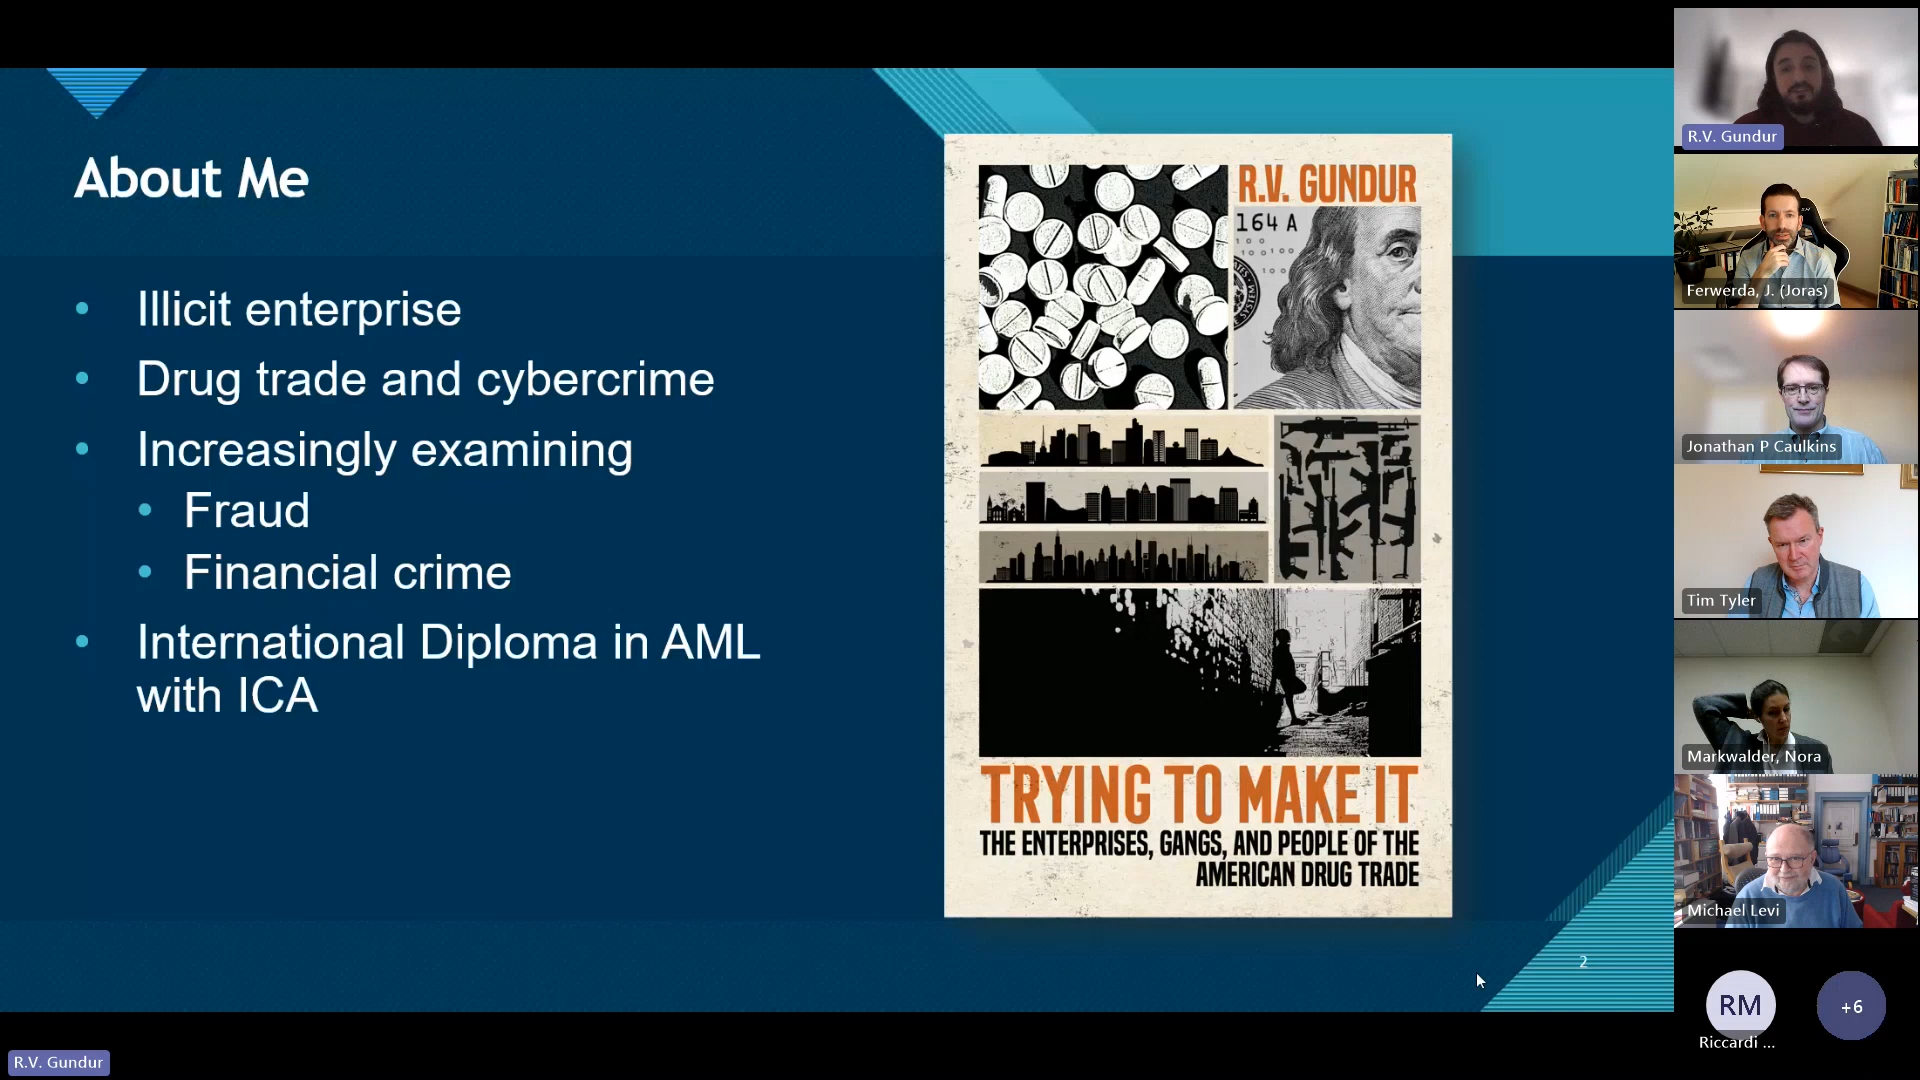 About Me
• Illicit enterprise
• Drug trade and cybercrime
• Increasingly examining
• Fraud
• Financial crime
• International Diploma in AML
with ICA
R.V. GUNDUR
164 A
TRYING TO MAKE IT
THE ENTERPRISES, GANGS, AND PEOPLE OF THE
AMERICAN DRUG TRADE
2
R.V. Gundur
R.V. Gundur
Ferwerda, J. (Joras)
Jonathan P Caulkins
Tim Tyler
Markwalder, Nora
Michael Levi
RM
+6
Riccardi ...